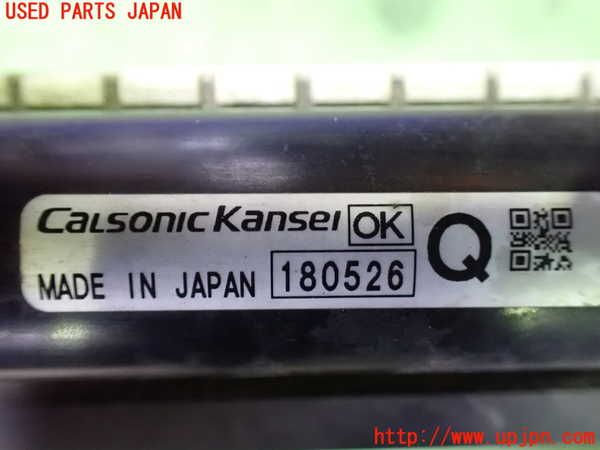 USED PARTS JAPAN
CALSONIC KANSEI OK Q
MADE IN JAPAN 180526
http://www.upjpn.com/